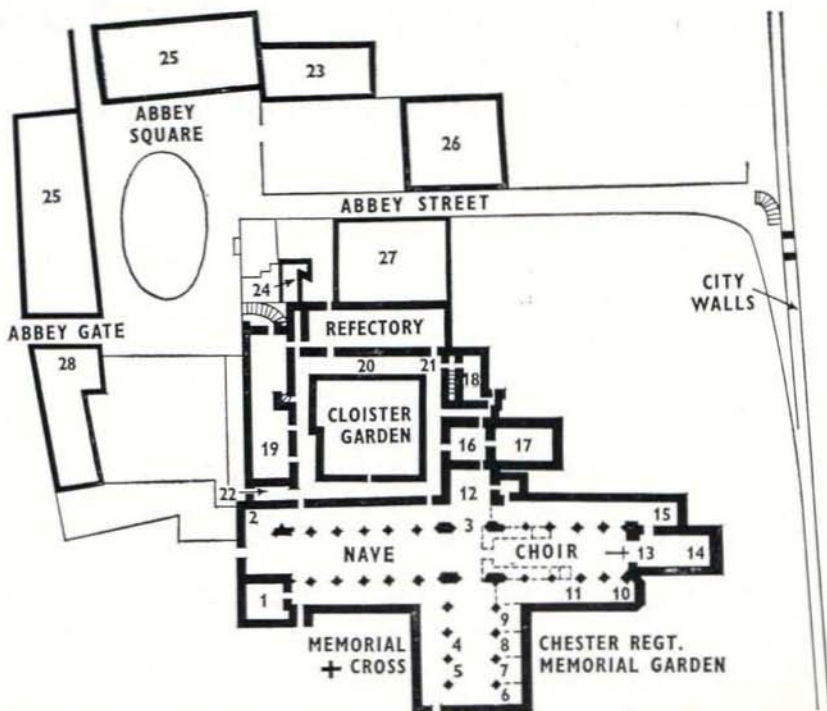 25
23
ABBEY
SQUARE
26
25
ABBEY STREET
27
24
CITY
WALLS
ABBEY GATE
REFECTORY
28
20
21
18
CLOISTER
GARDEN
19
16
17
22
12
2
3
15
NAVE
CHOIR
13
14
1
11
10
9
MEMORIAL
CROSS
4
8
CHESTER REGT.
MEMORIAL GARDEN
5
7
6